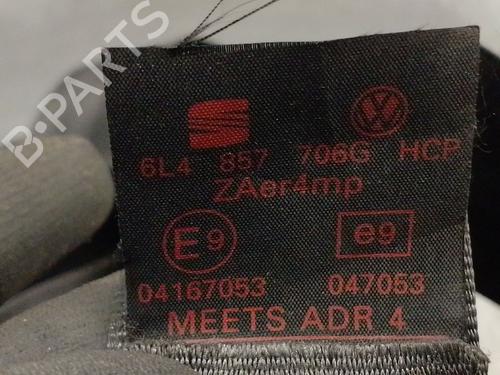 B-PARTS
6L4 857 706G HCP
ZAer4mp
E9 e9
04167053 047053
MEETS ADR 4